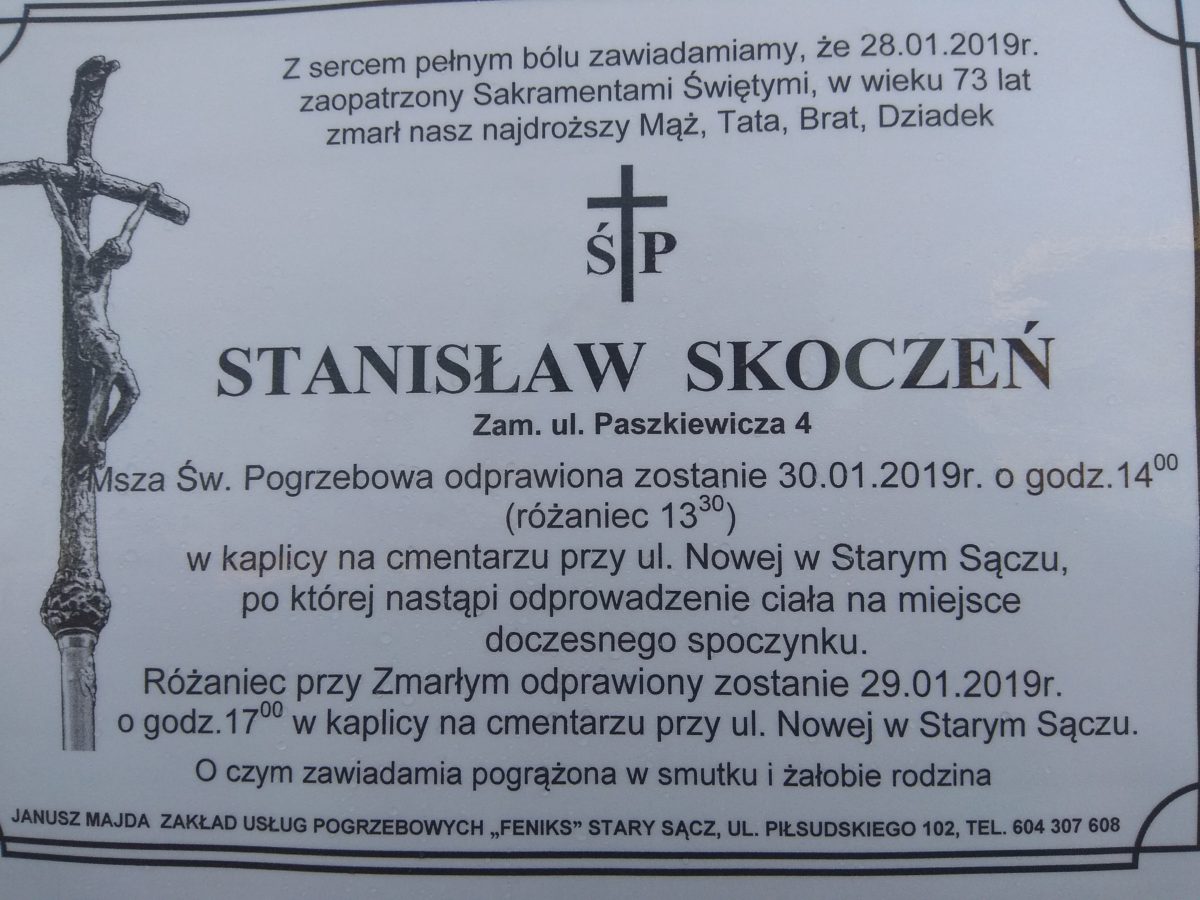 Z sercem pełnym bólu zawiadamiamy, że 28.01.2019r.
zaopatrzony Sakramentami Świętymi, w wieku 73 lat
zmarł nasz najdroższy Mąż, Tata, Brat, Dziadek
Ś P
STANISŁAW SKOCZEŃ
Zam. ul. Paszkiewicza 4
Msza Św. Pogrzebowa odprawiona zostanie 30.01.2019r. o godz.14⁰⁰
(różaniec 13³⁰)
w kaplicy na cmentarzu przy ul. Nowej w Starym Sączu,
po której nastąpi odprowadzenie ciała na miejsce
doczesnego spoczynku.
Różaniec przy Zmarłym odprawiony zostanie 29.01.2019r.
o godz.17⁰⁰ w kaplicy na cmentarzu przy ul. Nowej w Starym Sączu.
O czym zawiadamia pogrążona w smutku i żałobie rodzina
JANUSZ MAJDA ZAKŁAD USŁUG POGRZEBOWYCH „FENIKS” STARY SĄCZ, UL. PIŁSUDSKIEGO 102, TEL. 604 307 608